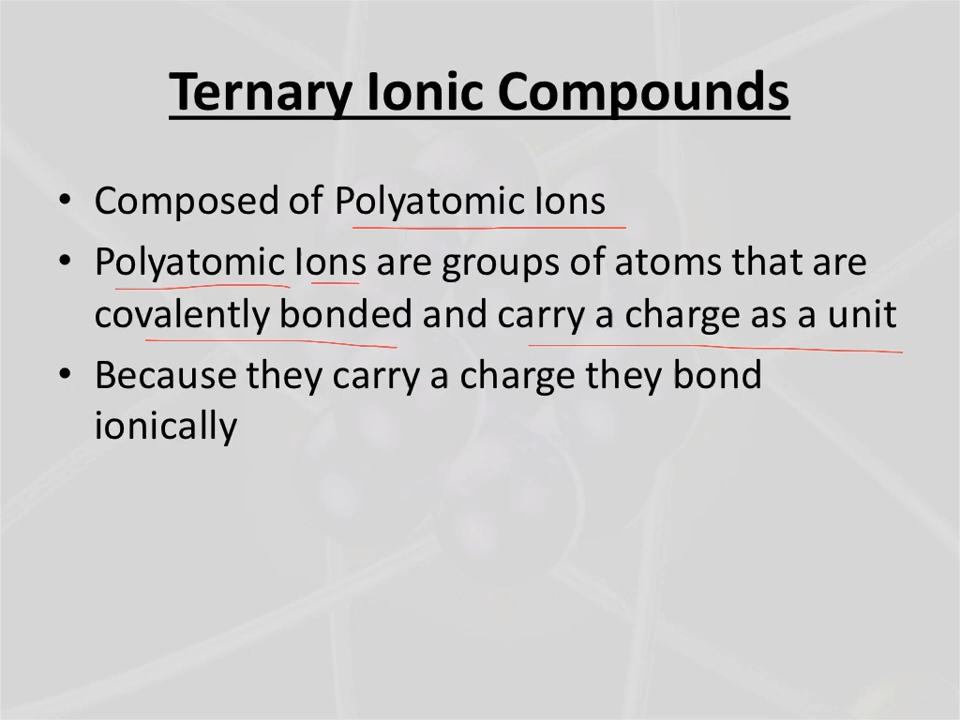 Ternary Ionic Compounds
• Composed of Polyatomic Ions
• Polyatomic Ions are groups of atoms that are
covalently bonded and carry a charge as a unit
• Because they carry a charge they bond
ionically